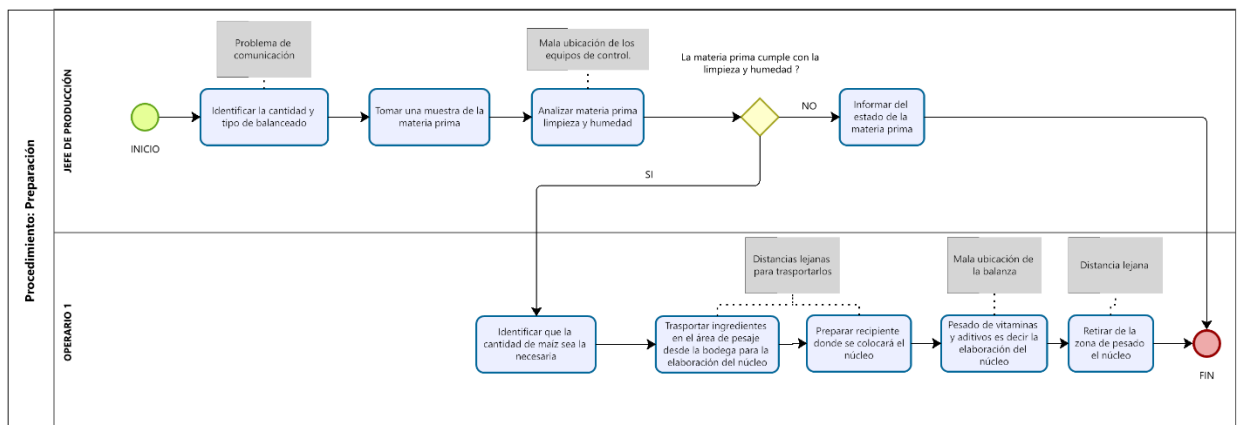 Procedimiento: Preparación
JEFE DE PRODUCCIÓN
INICIO
Problema de
comunicación
Identificar la cantidad y
tipo de balanceado
Tomar una muestra de la
materia prima
Mala ubicación de los
equipos de control.
Analizar materia prima
limpieza y humedad
La materia prima cumple con la
limpieza y humedad ?
NO
Informar del
estado de la
materia prima
SI
OPERARIO 1
Identificar que la
cantidad de maíz sea la
necesaria
Distancias lejanas
para trasportarlos
Trasportar ingredientes
en el área de pesaje
desde la bodega para la
elaboración del núcleo
Preparar recipiente
donde se colocará el
núcleo
Mala ubicación de
la balanza
Pesado de vitaminas
y aditivos es decir la
elaboración del
núcleo
Distancia lejana
Retirar de la
zona de pesado
el núcleo
FIN